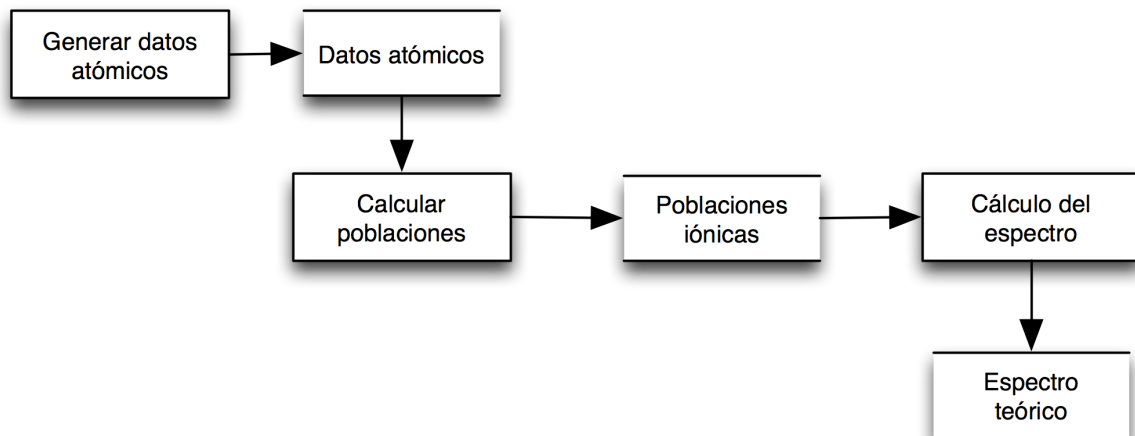 Generar datos
atómicos
Datos atómicos
Calcular
poblaciones
Poblaciones
iónicas
Cálculo del
espectro
Espectro
teórico